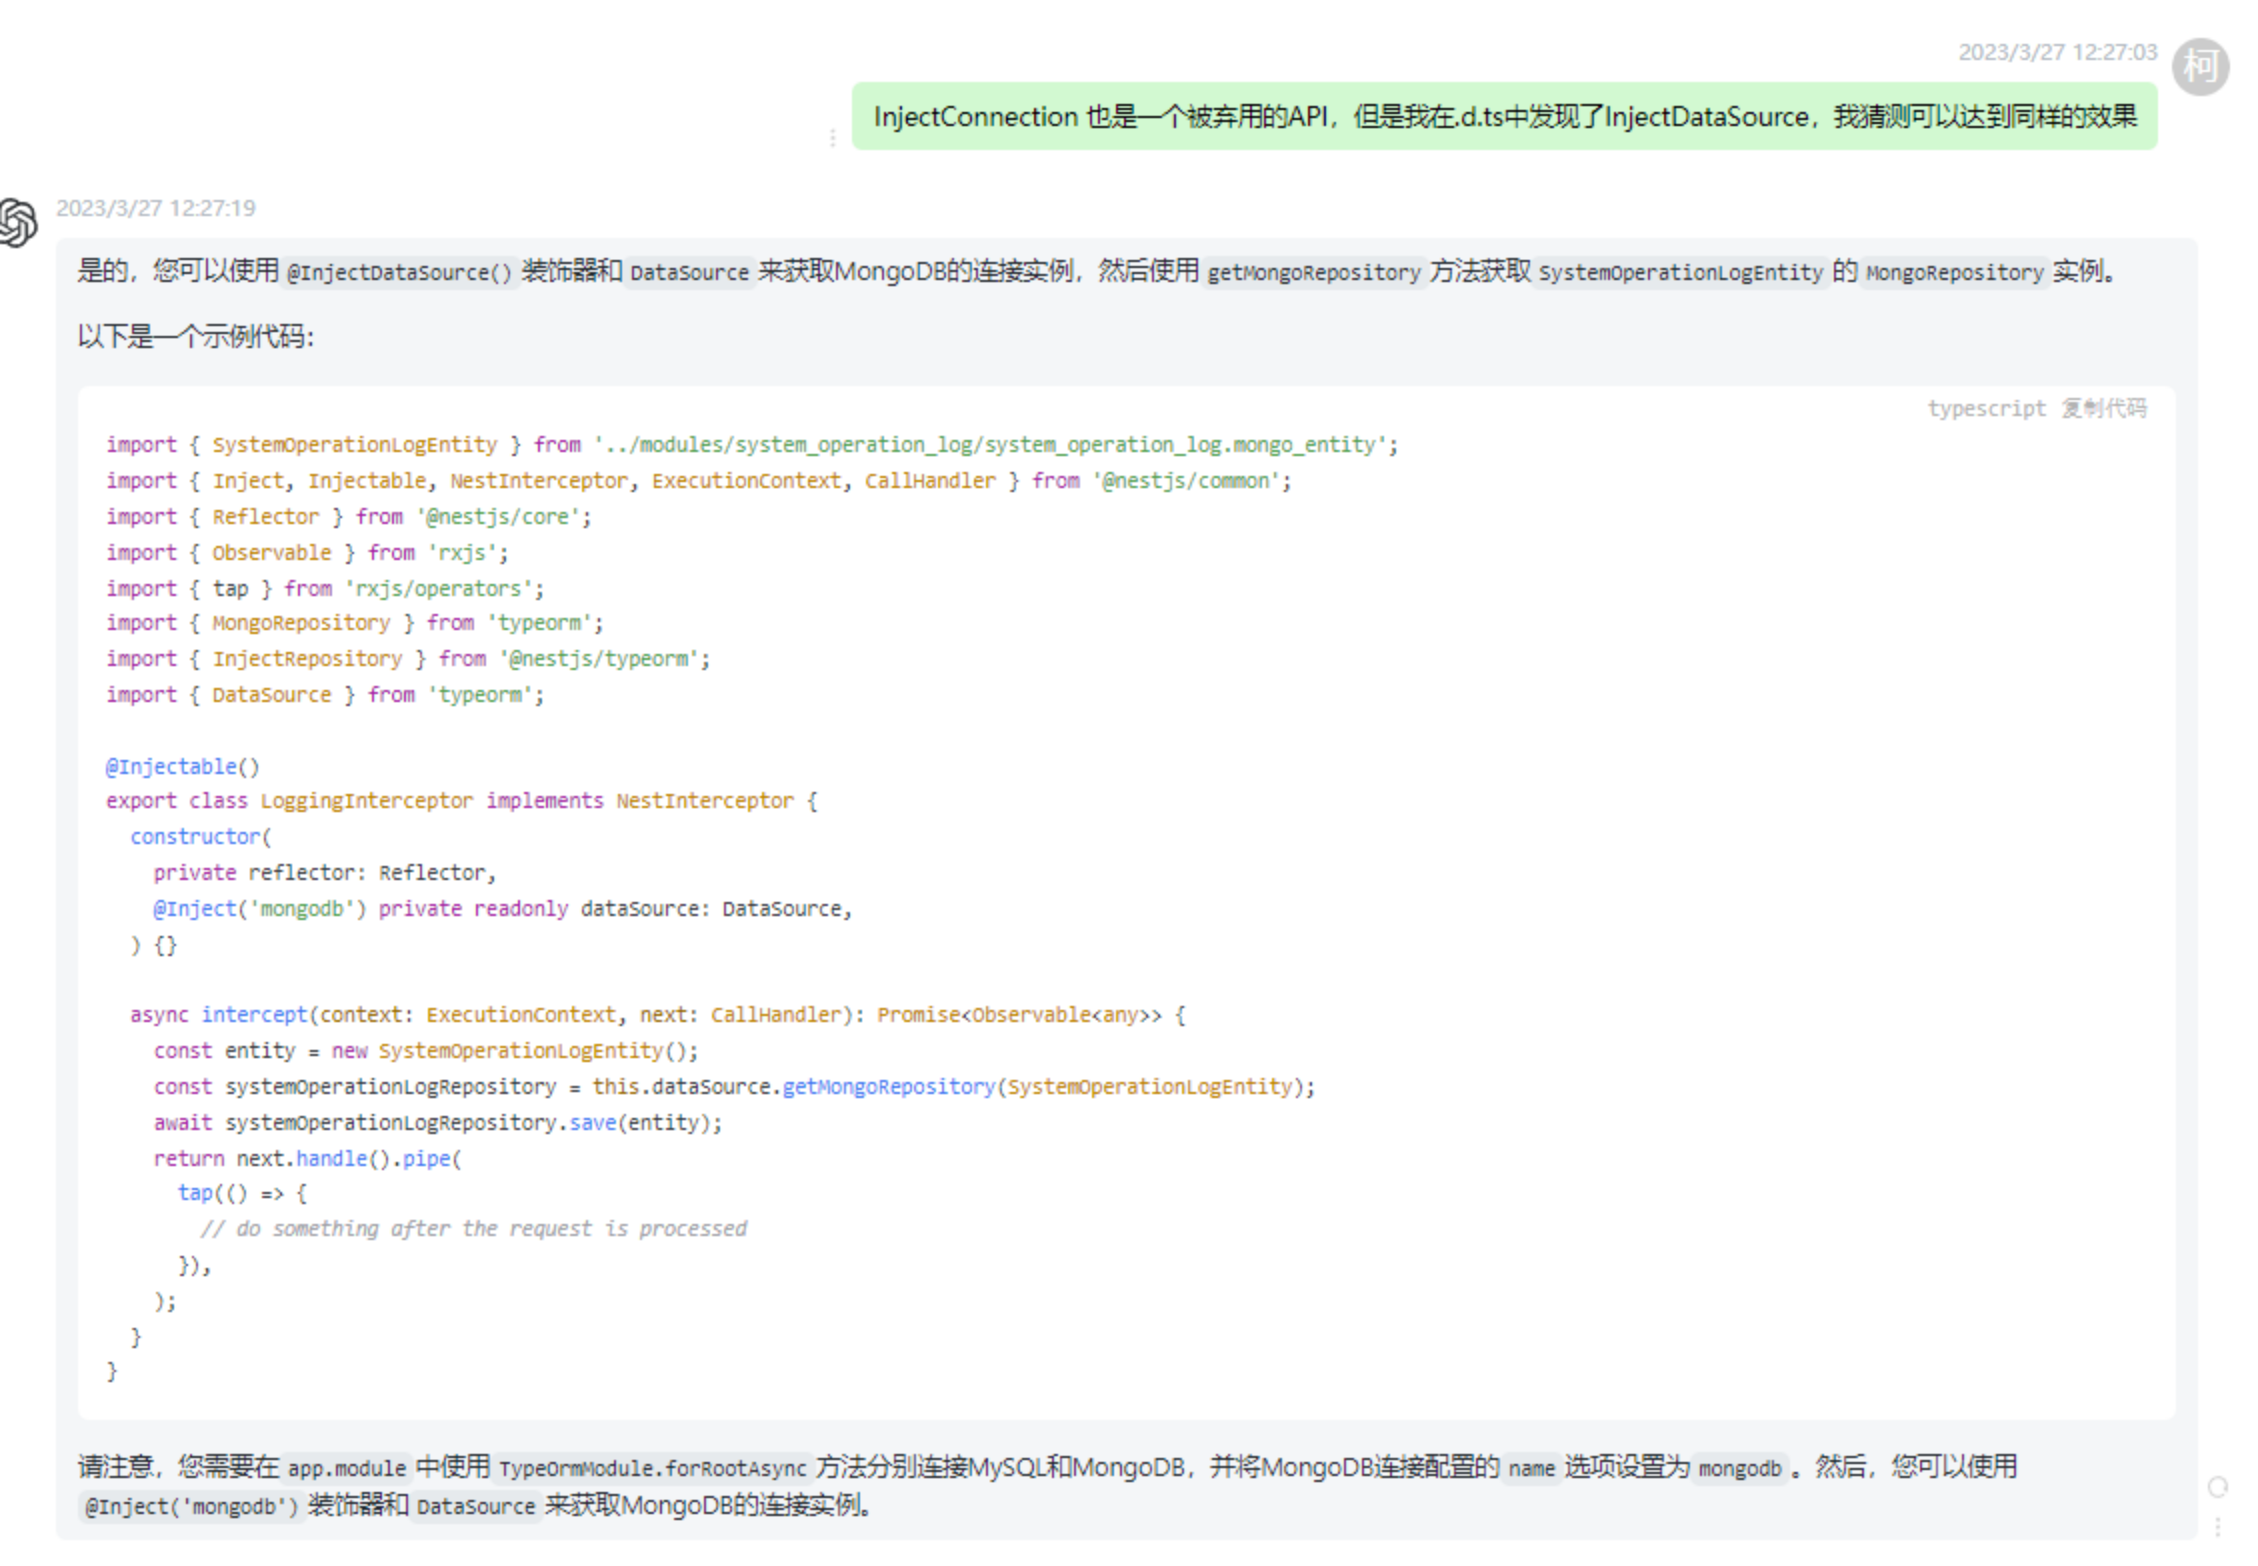 2023/3/27 12:27:03
柯
InjectConnection 也是一个被弃用的API，但是我在.d.ts中发现了InjectDataSource，我猜测可以达到同样的效果
2023/3/27 12:27:19
是的，您可以使用 @InjectDataSource() 装饰器和 DataSource 来获取MongoDB的连接实例，然后使用 getMongoRepository 方法获取 SystemOperationLogEntity 的 MongoRepository 实例。
以下是一个示例代码：
typescript 复制代码
import { SystemOperationLogEntity } from '../modules/system_operation_log/system_operation_log.mongo_entity';
import { Inject, Injectable, NestInterceptor, ExecutionContext, CallHandler } from '@nestjs/common';
import { Reflector } from '@nestjs/core';
import { Observable } from 'rxjs';
import { tap } from 'rxjs/operators';
import { MongoRepository } from 'typeorm';
import { InjectRepository } from '@nestjs/typeorm';
import { DataSource } from 'typeorm';
@Injectable()
export class LoggingInterceptor implements NestInterceptor {
constructor(
private reflector: Reflector,
@Inject('mongodb') private readonly dataSource: DataSource,
) {}
async intercept(context: ExecutionContext, next: CallHandler): Promise<Observable<any>> {
const entity = new SystemOperationLogEntity();
const systemOperationLogRepository = this.dataSource.getMongoRepository(SystemOperationLogEntity);
await systemOperationLogRepository.save(entity);
return next.handle().pipe(
tap(() => {
// do something after the request is processed
}),
);
}
}
请注意，您需要在 app.module 中使用 TypeOrmModule.forRootAsync 方法分别连接MySQL和MongoDB，并将MongoDB连接配置的 name 选项设置为 mongodb 。然后，您可以使用
@Inject('mongodb') 装饰器和 DataSource 来获取MongoDB的连接实例。